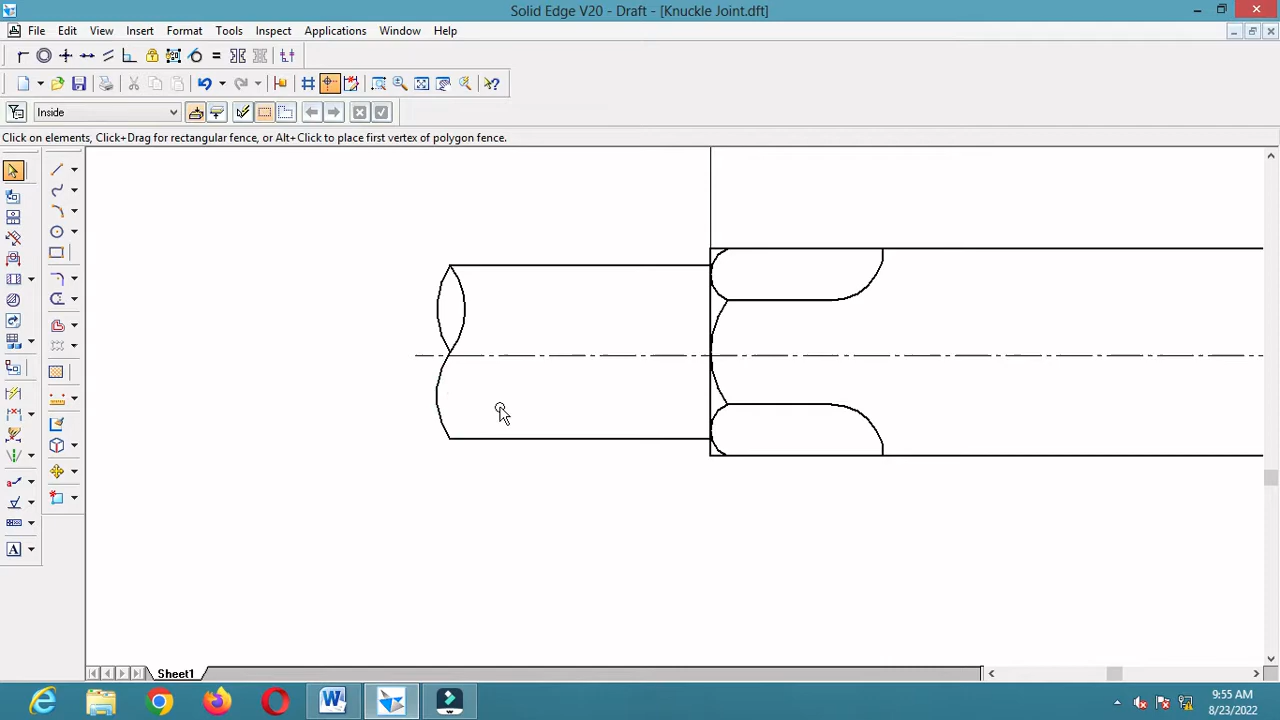 Solid Edge V20 - Draft - [Knuckle Joint.dft]
File Edit View Insert Format Tools Inspect Applications Window Help
Inside
Click on elements, Click+Drag for rectangular fence, or Alt+Click to place first vertex of polygon fence.
Sheet1
9:55 AM
8/23/2022